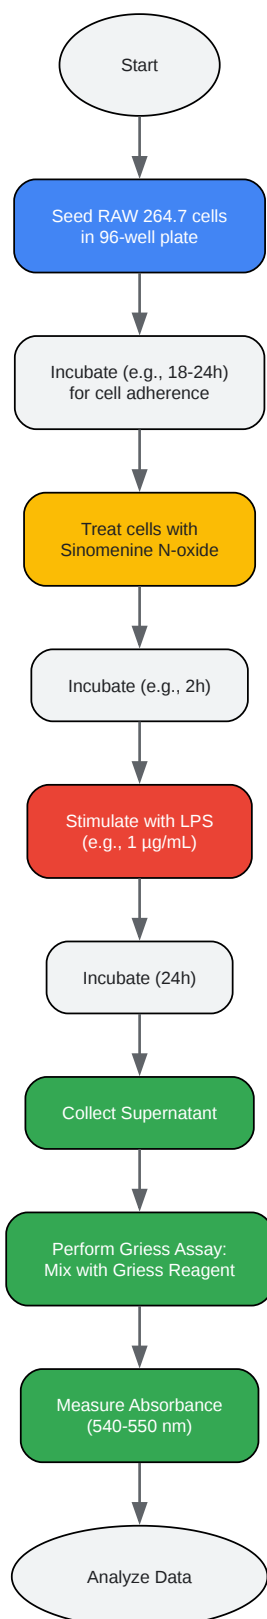 Start
Seed RAW 264.7 cells
in 96-well plate
Incubate (e.g., 18-24h)
for cell adherence
Treat cells with
Sinomenine N-oxide
Incubate (e.g., 2h)
Stimulate with LPS
(e.g., 1 µg/mL)
Incubate (24h)
Collect Supernatant
Perform Griess Assay:
Mix with Griess Reagent
Measure Absorbance
(540-550 nm)
Analyze Data